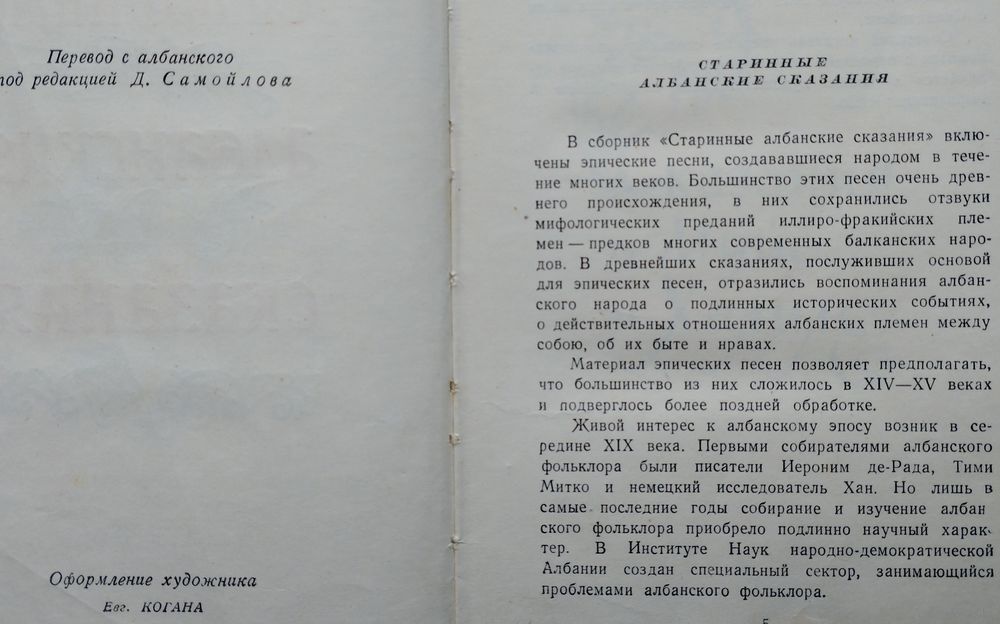 Перевод с албанского
под редакцией Д. Самойлова
Оформление художника
Евг. КОГАНА
СТАРИННЫЕ
АЛБАНСКИЕ СКАЗАНИЯ
В сборник «Старинные албанские сказания» вклю-
чены эпические песни, создававшиеся народом в тече-
ние многих веков. Большинство этих песен очень древ-
него происхождения, в них сохранились отзвуки
мифологических преданий иллиро-фракийских пле-
мен — предков многих современных балканских наро-
дов. В древнейших сказаниях, послуживших основой
для эпических песен, отразились воспоминания албан-
ского народа о подлинных исторических событиях,
о действительных отношениях албанских племен между
собою, об их быте и нравах.
Материал эпических песен позволяет предполагать,
что большинство из них сложилось в XIV—XV веках
и подверглось более поздней обработке.
Живой интерес к албанскому эпосу возник в се-
редине XIX века. Первыми собирателями албанского
фольклора были писатели Иероним де-Рада, Тими
Митко и немецкий исследователь Хан. Но лишь в
самые последние годы собирание и изучение албан
ского фольклора приобрело подлинно научный харак-
тер. В Институте Наук народно-демократической
Албании создан специальный сектор, занимающийся
проблемами албанского фольклора.
5